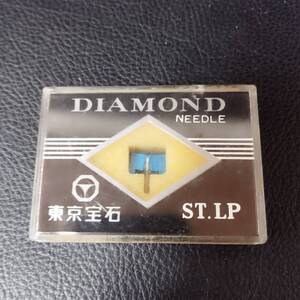 DIAMOND
NEEDLE
東京宝石
ST.LP